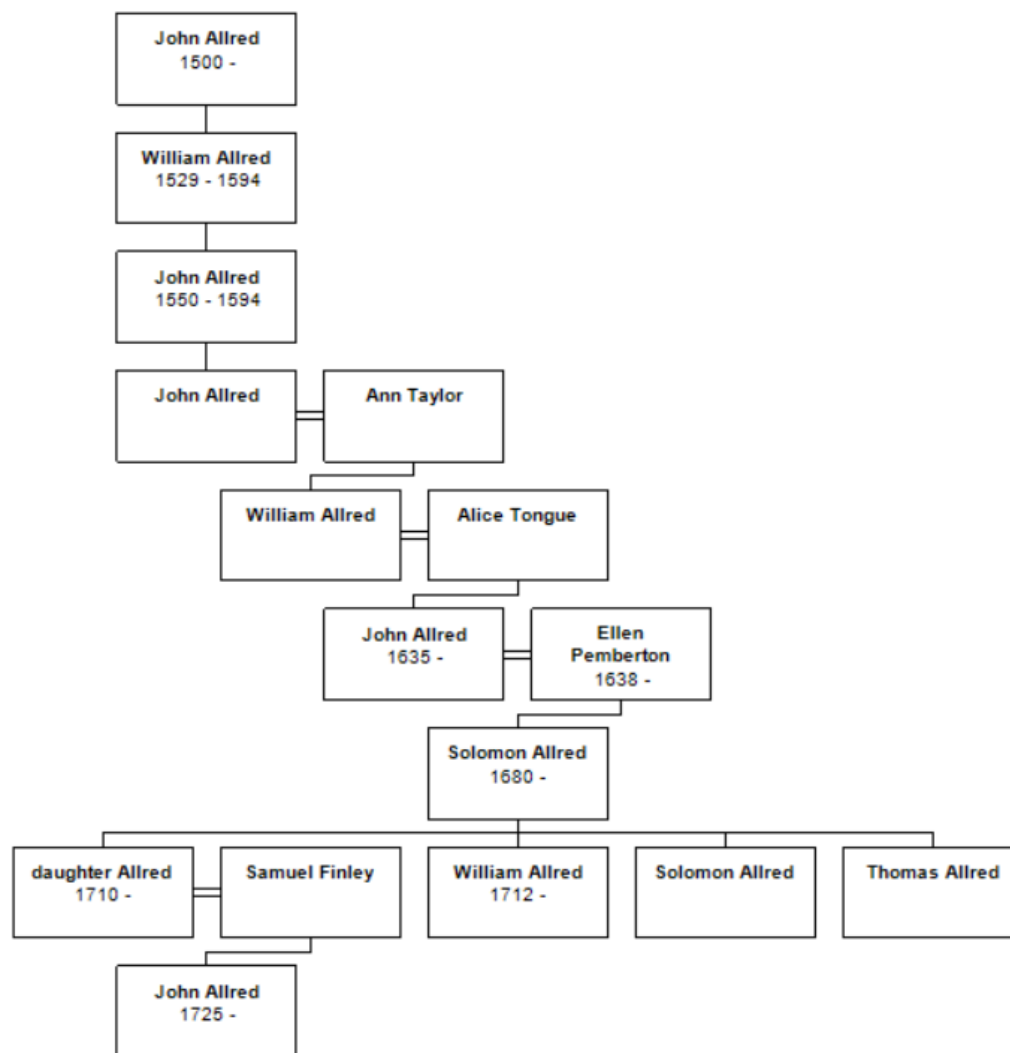 John Allred
1500 -
William Allred
1529 - 1594
John Allred
1550 - 1594
John Allred
Ann Taylor
William Allred
Alice Tongue
John Allred
1635 -
Ellen
Pemberton
1638 -
Solomon Allred
1680 -
daughter Allred
1710 -
Samuel Finley
William Allred
1712 -
Solomon Allred
Thomas Allred
John Allred
1725 -